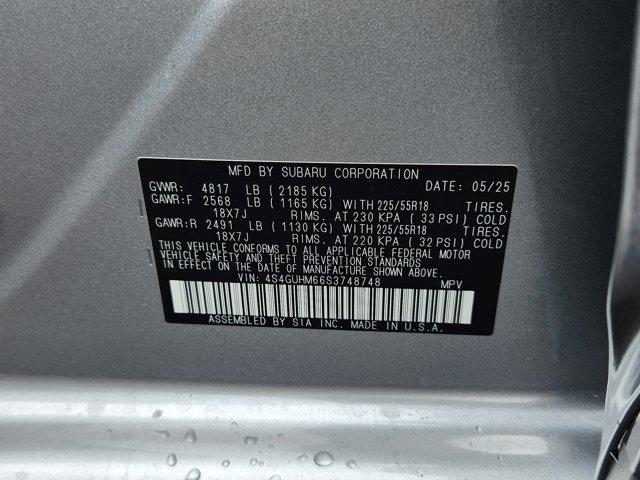 MFD BY SUBARU CORPORATION
GVWR: 4817 LB ( 2185 KG) DATE: 05/25
GAWR:F 2568 LB ( 1165 KG) WITH 225/55R18 TIRES.
18X7J RIMS. AT 230 KPA ( 33 PSI) COLD
GAWR:R 2491 LB ( 1130 KG) WITH 225/55R18 TIRES.
18X7J RIMS. AT 220 KPA ( 32 PSI) COLD
THIS VEHICLE CONFORMS TO ALL APPLICABLE FEDERAL MOTOR
VEHICLE SAFETY AND THEFT PREVENTION STANDARDS IN EFFECT
ON THE DATE OF MANUFACTURE SHOWN ABOVE.
VIN: 4S4GUHM66S3748748 MPV
ASSEMBLED BY SIA INC. MADE IN U.S.A.